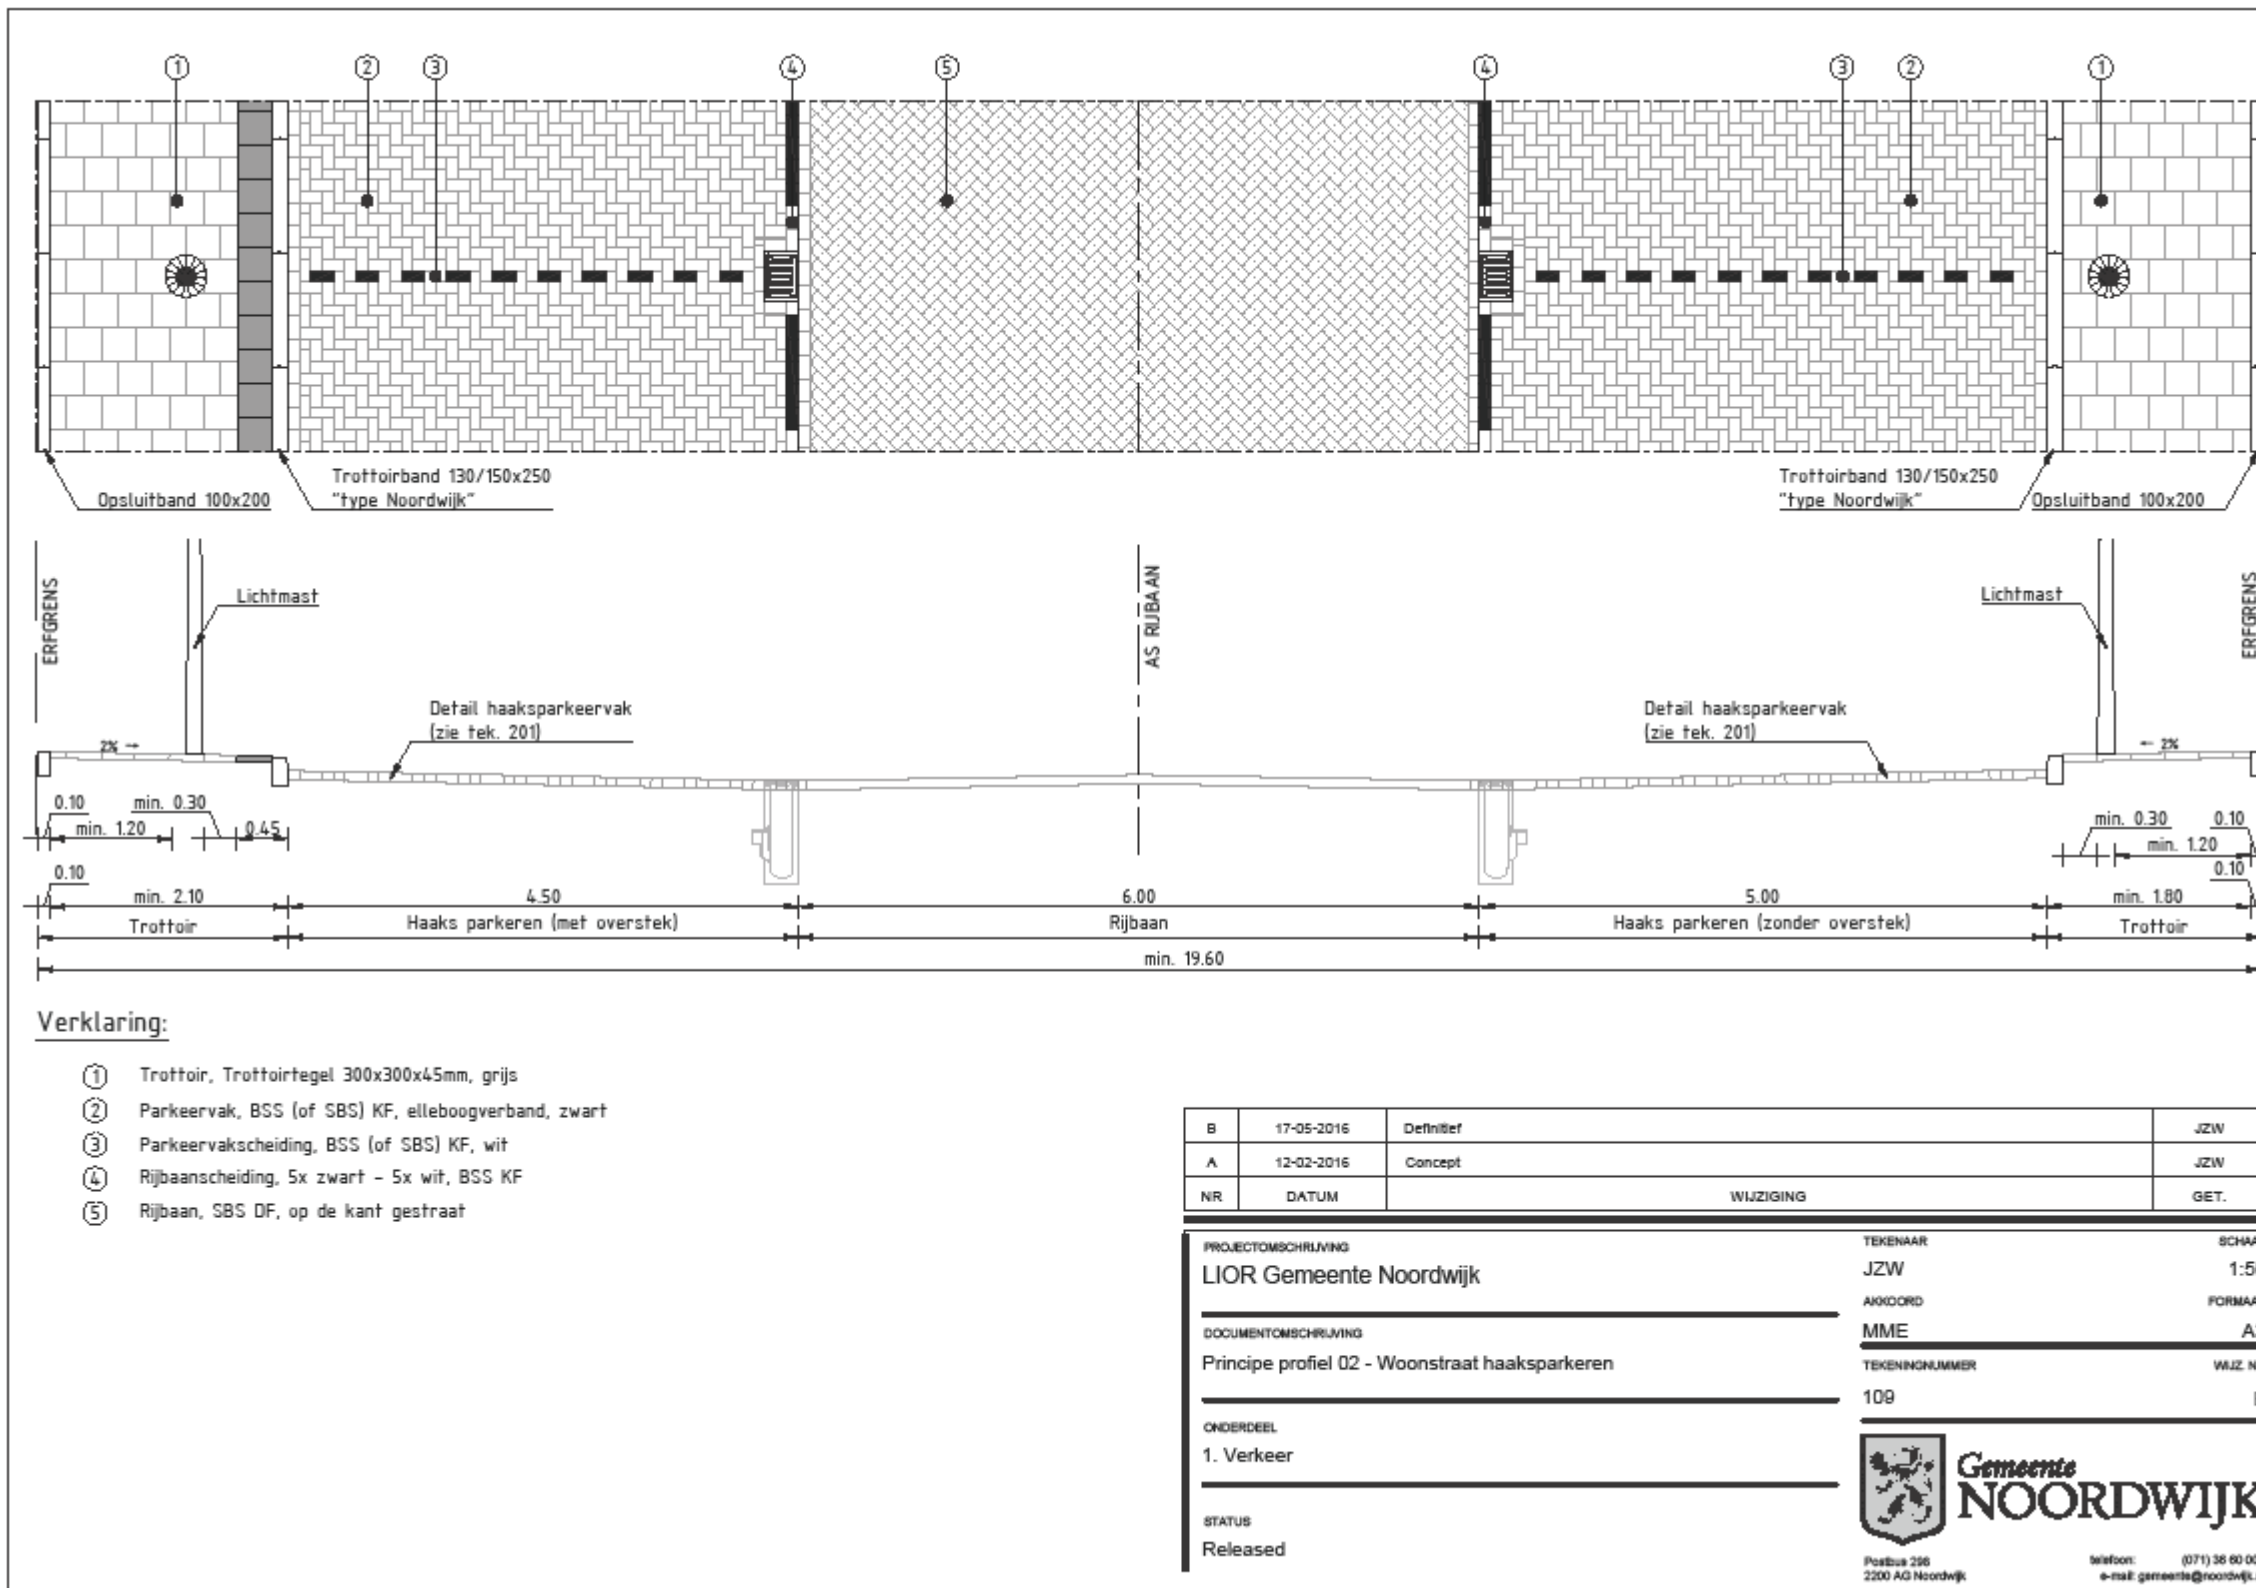 1 2 3 4 5 4 3 2 1
Trottoirband 130/150x250
"type Noordwijk"
Opsluitband 100x200
Trottoirband 130/150x250
"type Noordwijk"
Opsluitband 100x200
ERFGRENS
Lichtmast
AS RIJBAAN
Lichtmast
ERFGRENS
Detail haaksparkeervak
(zie tek. 201)
Detail haaksparkeervak
(zie tek. 201)
2% →
← 2%
0.10 min. 0.30
min. 1.20 0.45
min. 0.30 0.10
min. 1.20
0.10
0.10
min. 2.10 4.50 6.00 5.00 min. 1.80
Trottoir Haaks parkeren (met overstek) Rijbaan Haaks parkeren (zonder overstek) Trottoir
min. 19.60
Verklaring:
1 Trottoir, Trottoirtegel 300x300x45mm, grijs
2 Parkeervak, BSS (of SBS) KF, elleboogverband, zwart
3 Parkeervakscheiding, BSS (of SBS) KF, wit
4 Rijbaanscheiding, 5x zwart - 5x wit, BSS KF
5 Rijbaan, SBS DF, op de kant gestraat
B 17-05-2016 Definitief JZW
A 12-02-2016 Concept JZW
NR DATUM WIJZIGING GET.
PROJECTOMSCHRIJVING
LIOR Gemeente Noordwijk
DOCUMENTOMSCHRIJVING
Principe profiel 02 - Woonstraat haaksparkeren
ONDERDEEL
1. Verkeer
STATUS
Released
TEKENAAR
JZW
AKKOORD
MME
TEKENINGNUMMER WIJZ.
109
Gemeente
NOORDWIJK
Postbus 298
2200 AG Noordwijk
telefoon: (071) 36 60 00
e-mail: gemeente@noordwijk.